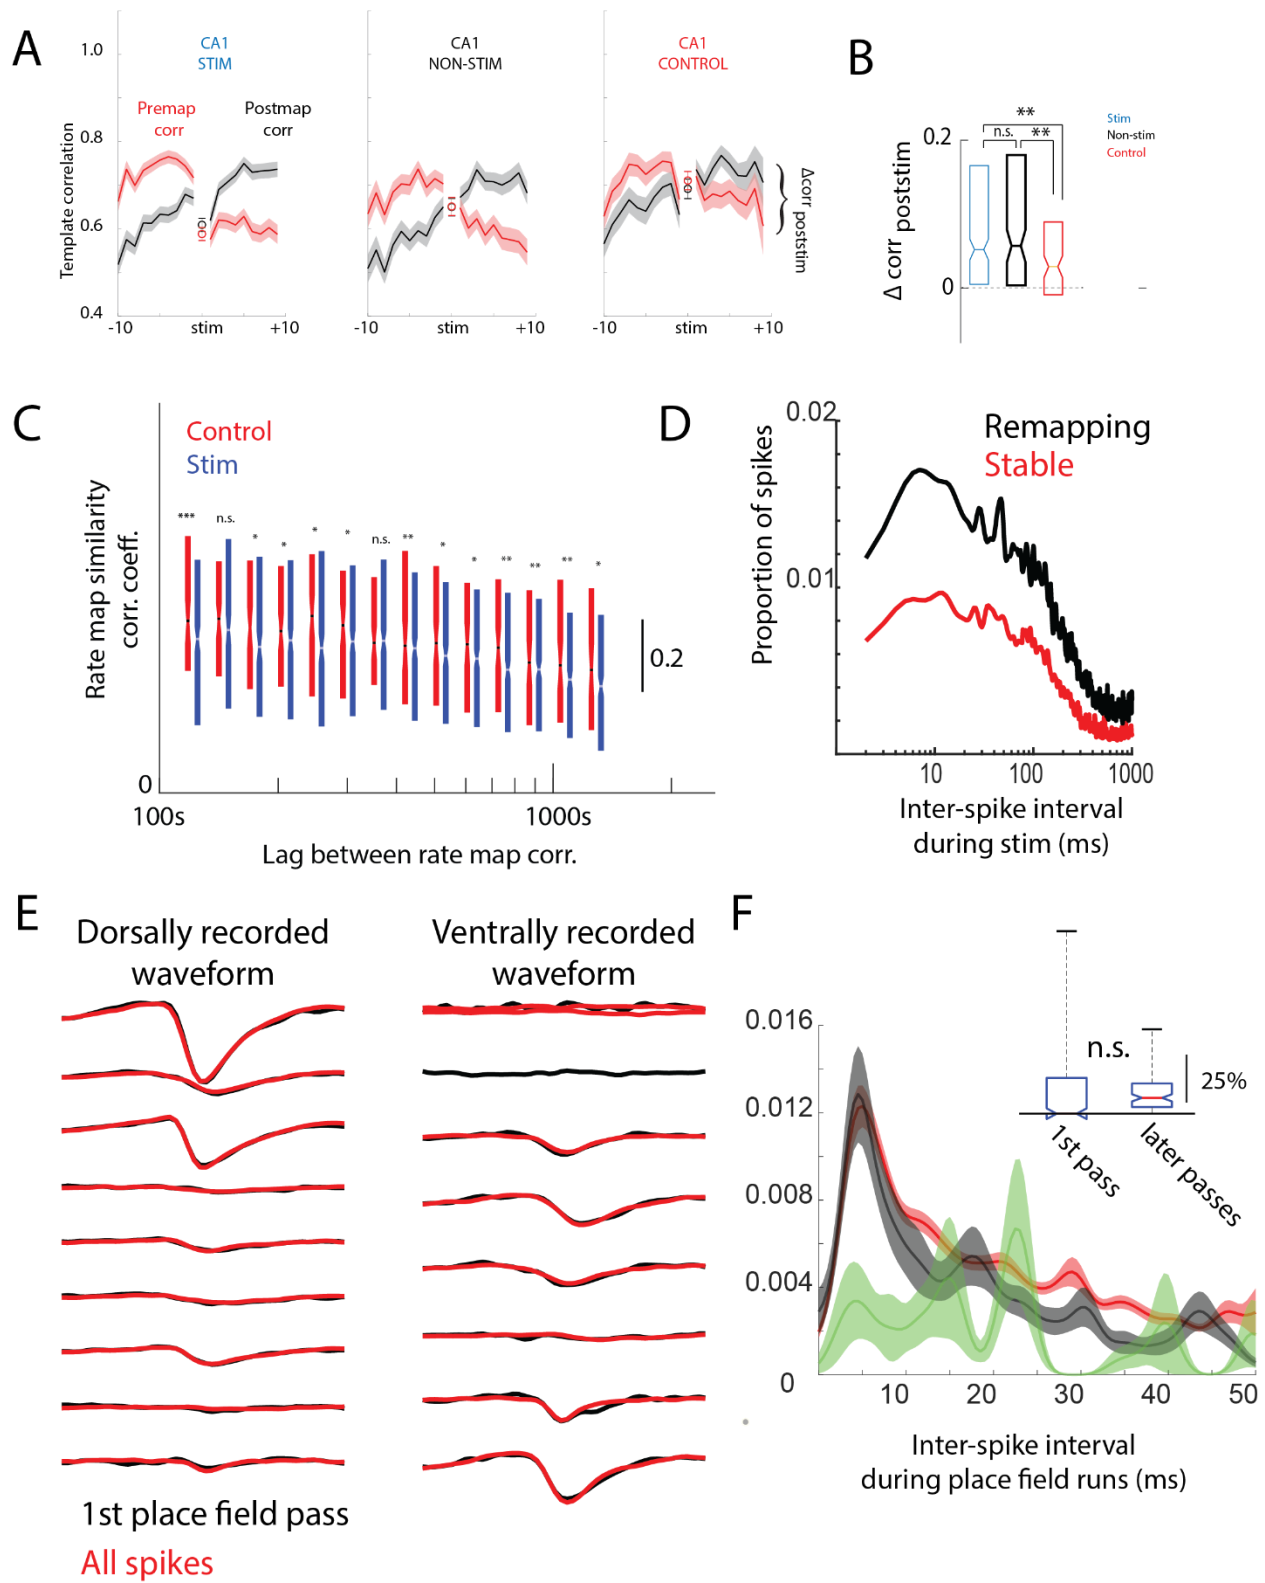 A
CA1
STIM
CA1
NON-STIM
CA1
CONTROL
1.0
0.8
0.6
0.4
Template correlation
Premap
corr
Postmap
corr
-10
stim
+10
stim
-10
stim
+10
Δcorr
poststim
B
**
n.s.
**
Stim
Non-stim
Control
0.2
0
Δ corr
poststim
C
Control
Stim
Rate map similarity
corr. coeff.
***
n.s.
*
*
*
*
n.s.
**
*
*
**
**
**
*
0.2
0
100s
1000s
Lag between rate map corr.
D
Remapping
Stable
0.02
0.01
Proportion of spikes
10
100
1000
Inter-spike interval
during stim (ms)
E
Dorsally recorded
waveform
Ventrally recorded
waveform
1st place field pass
All spikes
F
0.016
0.012
0.008
0.004
0
n.s.
25%
1st pass
later passes
10
20
30
40
50
Inter-spike interval
during place field runs (ms)